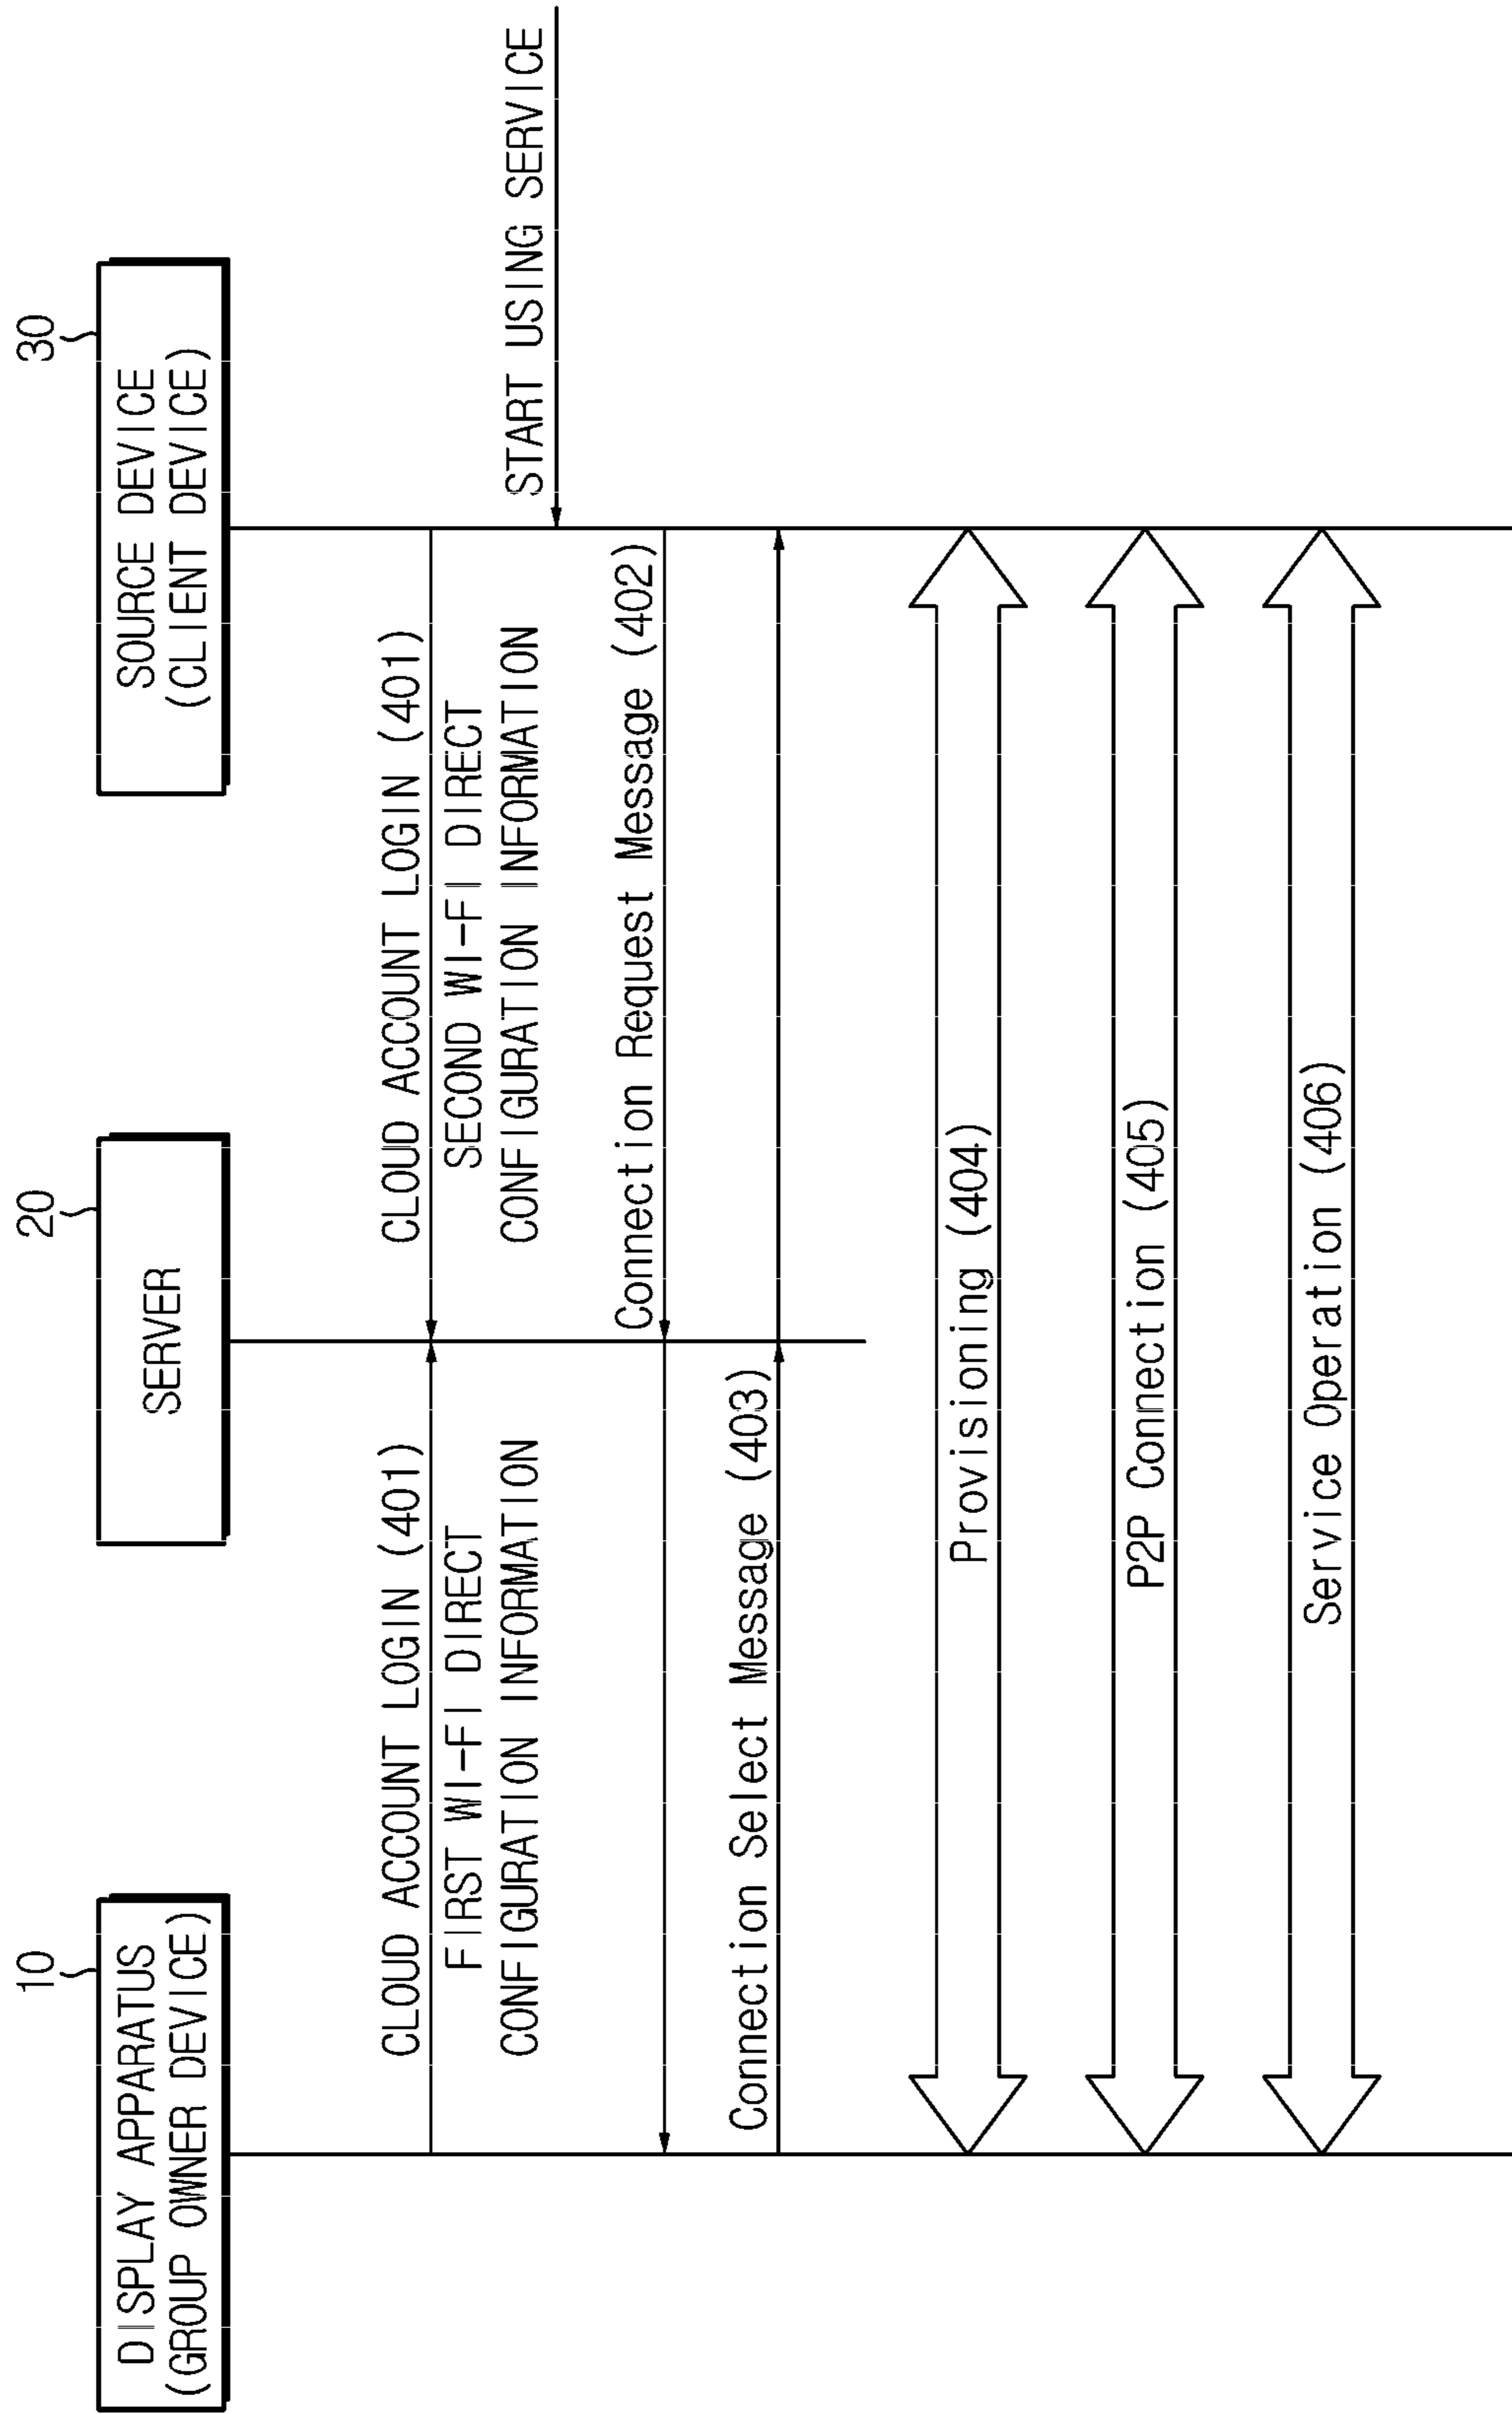 10
DISPLAY APPARATUS
(GROUP OWNER DEVICE)
20
SERVER
30
SOURCE DEVICE
(CLIENT DEVICE)
CLOUD ACCOUNT LOGIN (401)
FIRST WI-FI DIRECT
CONFIGURATION INFORMATION
CLOUD ACCOUNT LOGIN (401)
SECOND WI-FI DIRECT
CONFIGURATION INFORMATION
START USING SERVICE
Connection Request Message (402)
Connection Select Message (403)
Provisioning (404)
P2P Connection (405)
Service Operation (406)